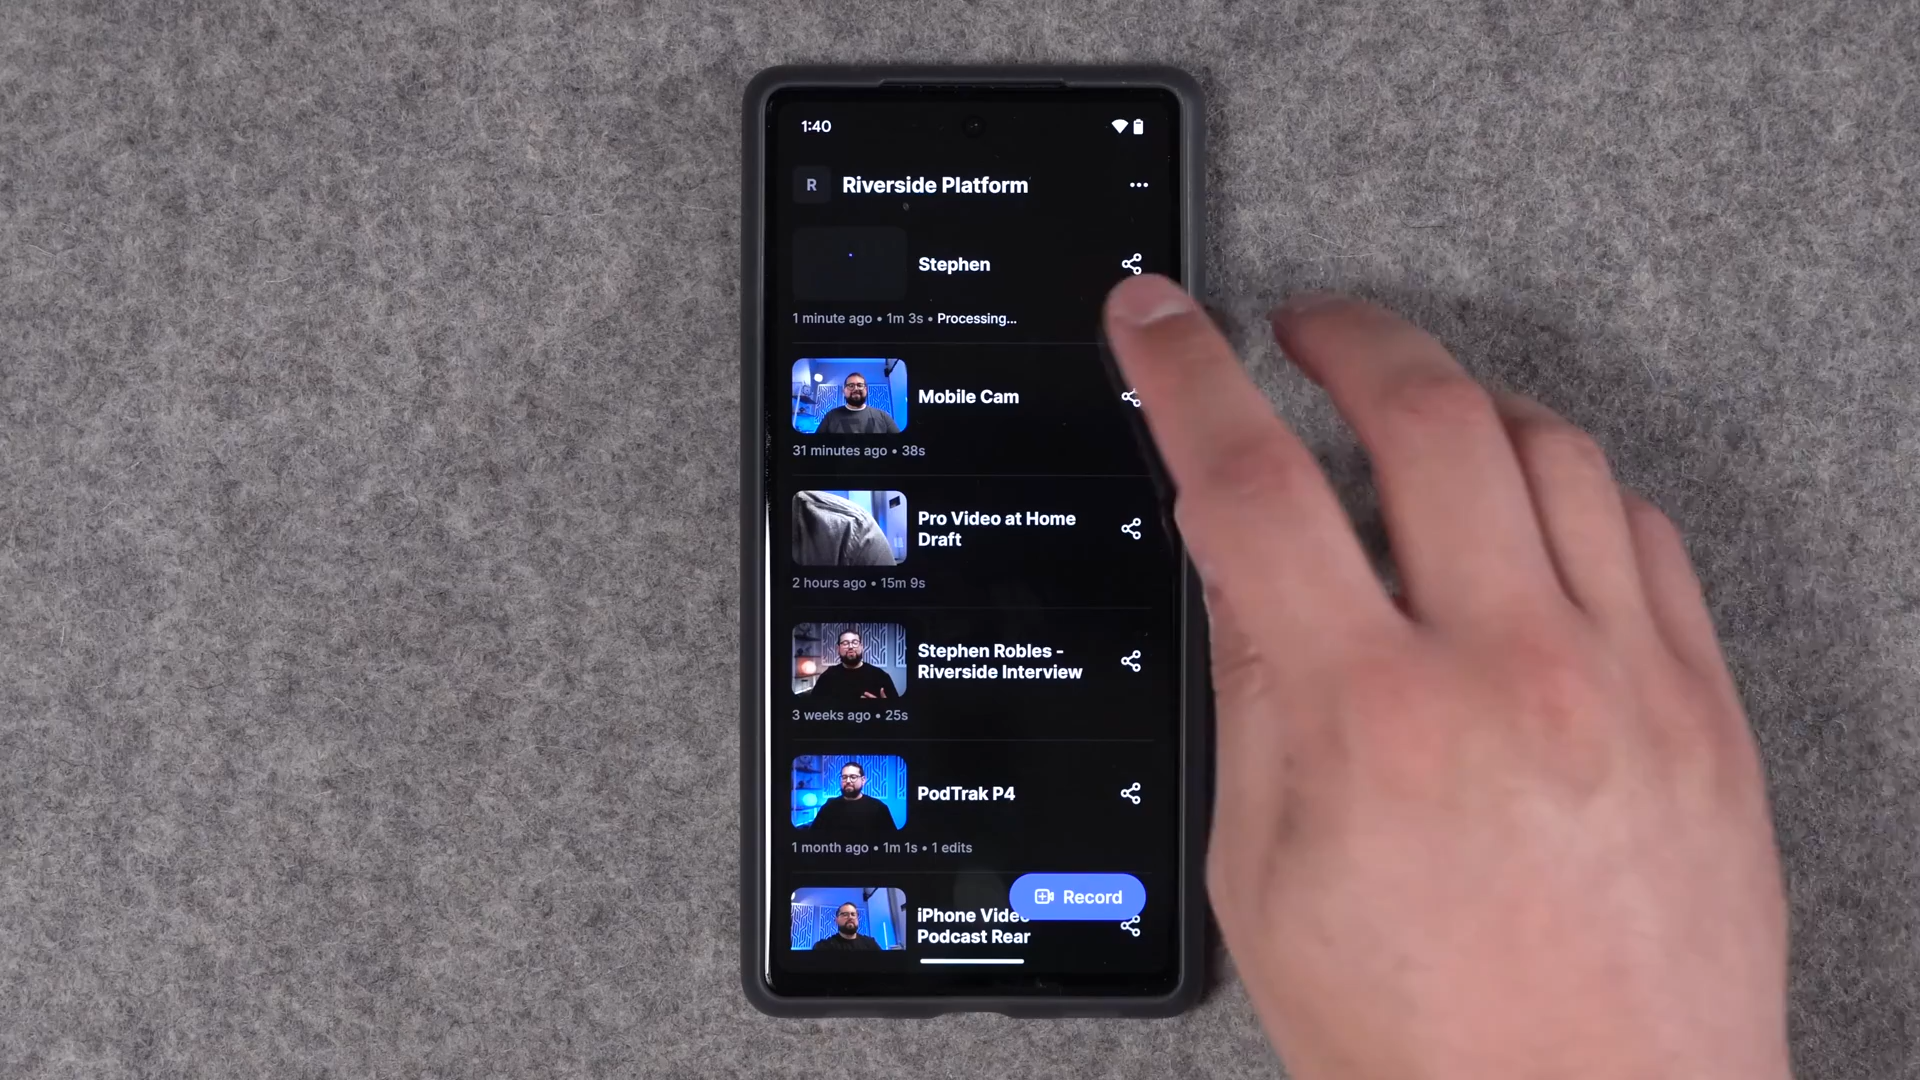 1:40
R
Riverside Platform
Stephen
1 minute ago • 1m 3s • Processing...
Mobile Cam
31 minutes ago • 38s
Pro Video at Home
Draft
2 hours ago • 15m 9s
Stephen Robles -
Riverside Interview
3 weeks ago • 25s
PodTrak P4
1 month ago • 1m 1s • 1 edits
Record
iPhone Video
Podcast Rear